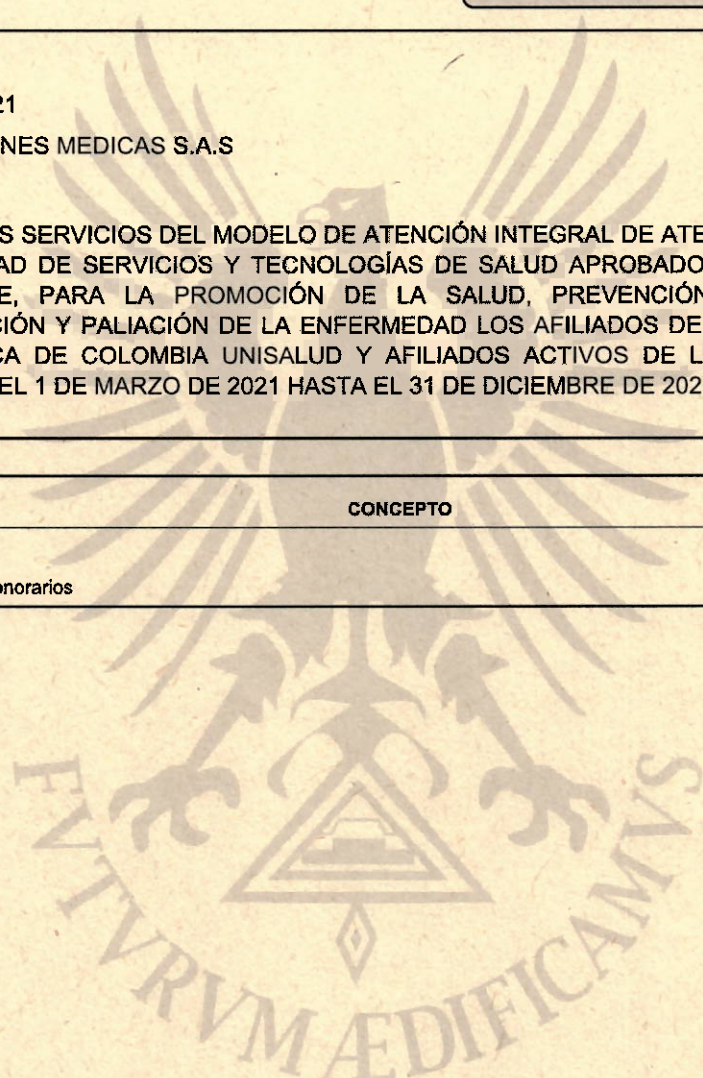 21
NES MEDICAS S.A.S
S SERVICIOS DEL MODELO DE ATENCIÓN INTEGRAL DE ATE
AD DE SERVICIOS Y TECNOLOGÍAS DE SALUD APROBADO
E, PARA LA PROMOCIÓN DE LA SALUD, PREVENCIÓN
CIÓN Y PALIACIÓN DE LA ENFERMEDAD LOS AFILIADOS DE
CA DE COLOMBIA UNISALUD Y AFILIADOS ACTIVOS DE L
EL 1 DE MARZO DE 2021 HASTA EL 31 DE DICIEMBRE DE 202
CONCEPTO
onorarios
FVTVRVM ÆDIFICAMVS